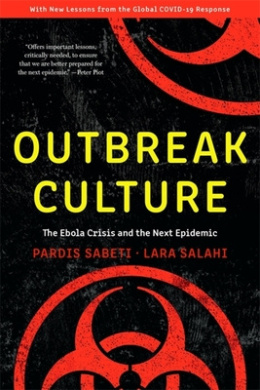 With New Lessons from the Global COVID-19 Response
"Offers important lessons,
critically needed, to ensure
that we are better prepared for
the next epidemic." —Peter Piot
OUTBREAK
CULTURE
The Ebola Crisis and the Next Epidemic
PARDIS SABETI · LARA SALAHI